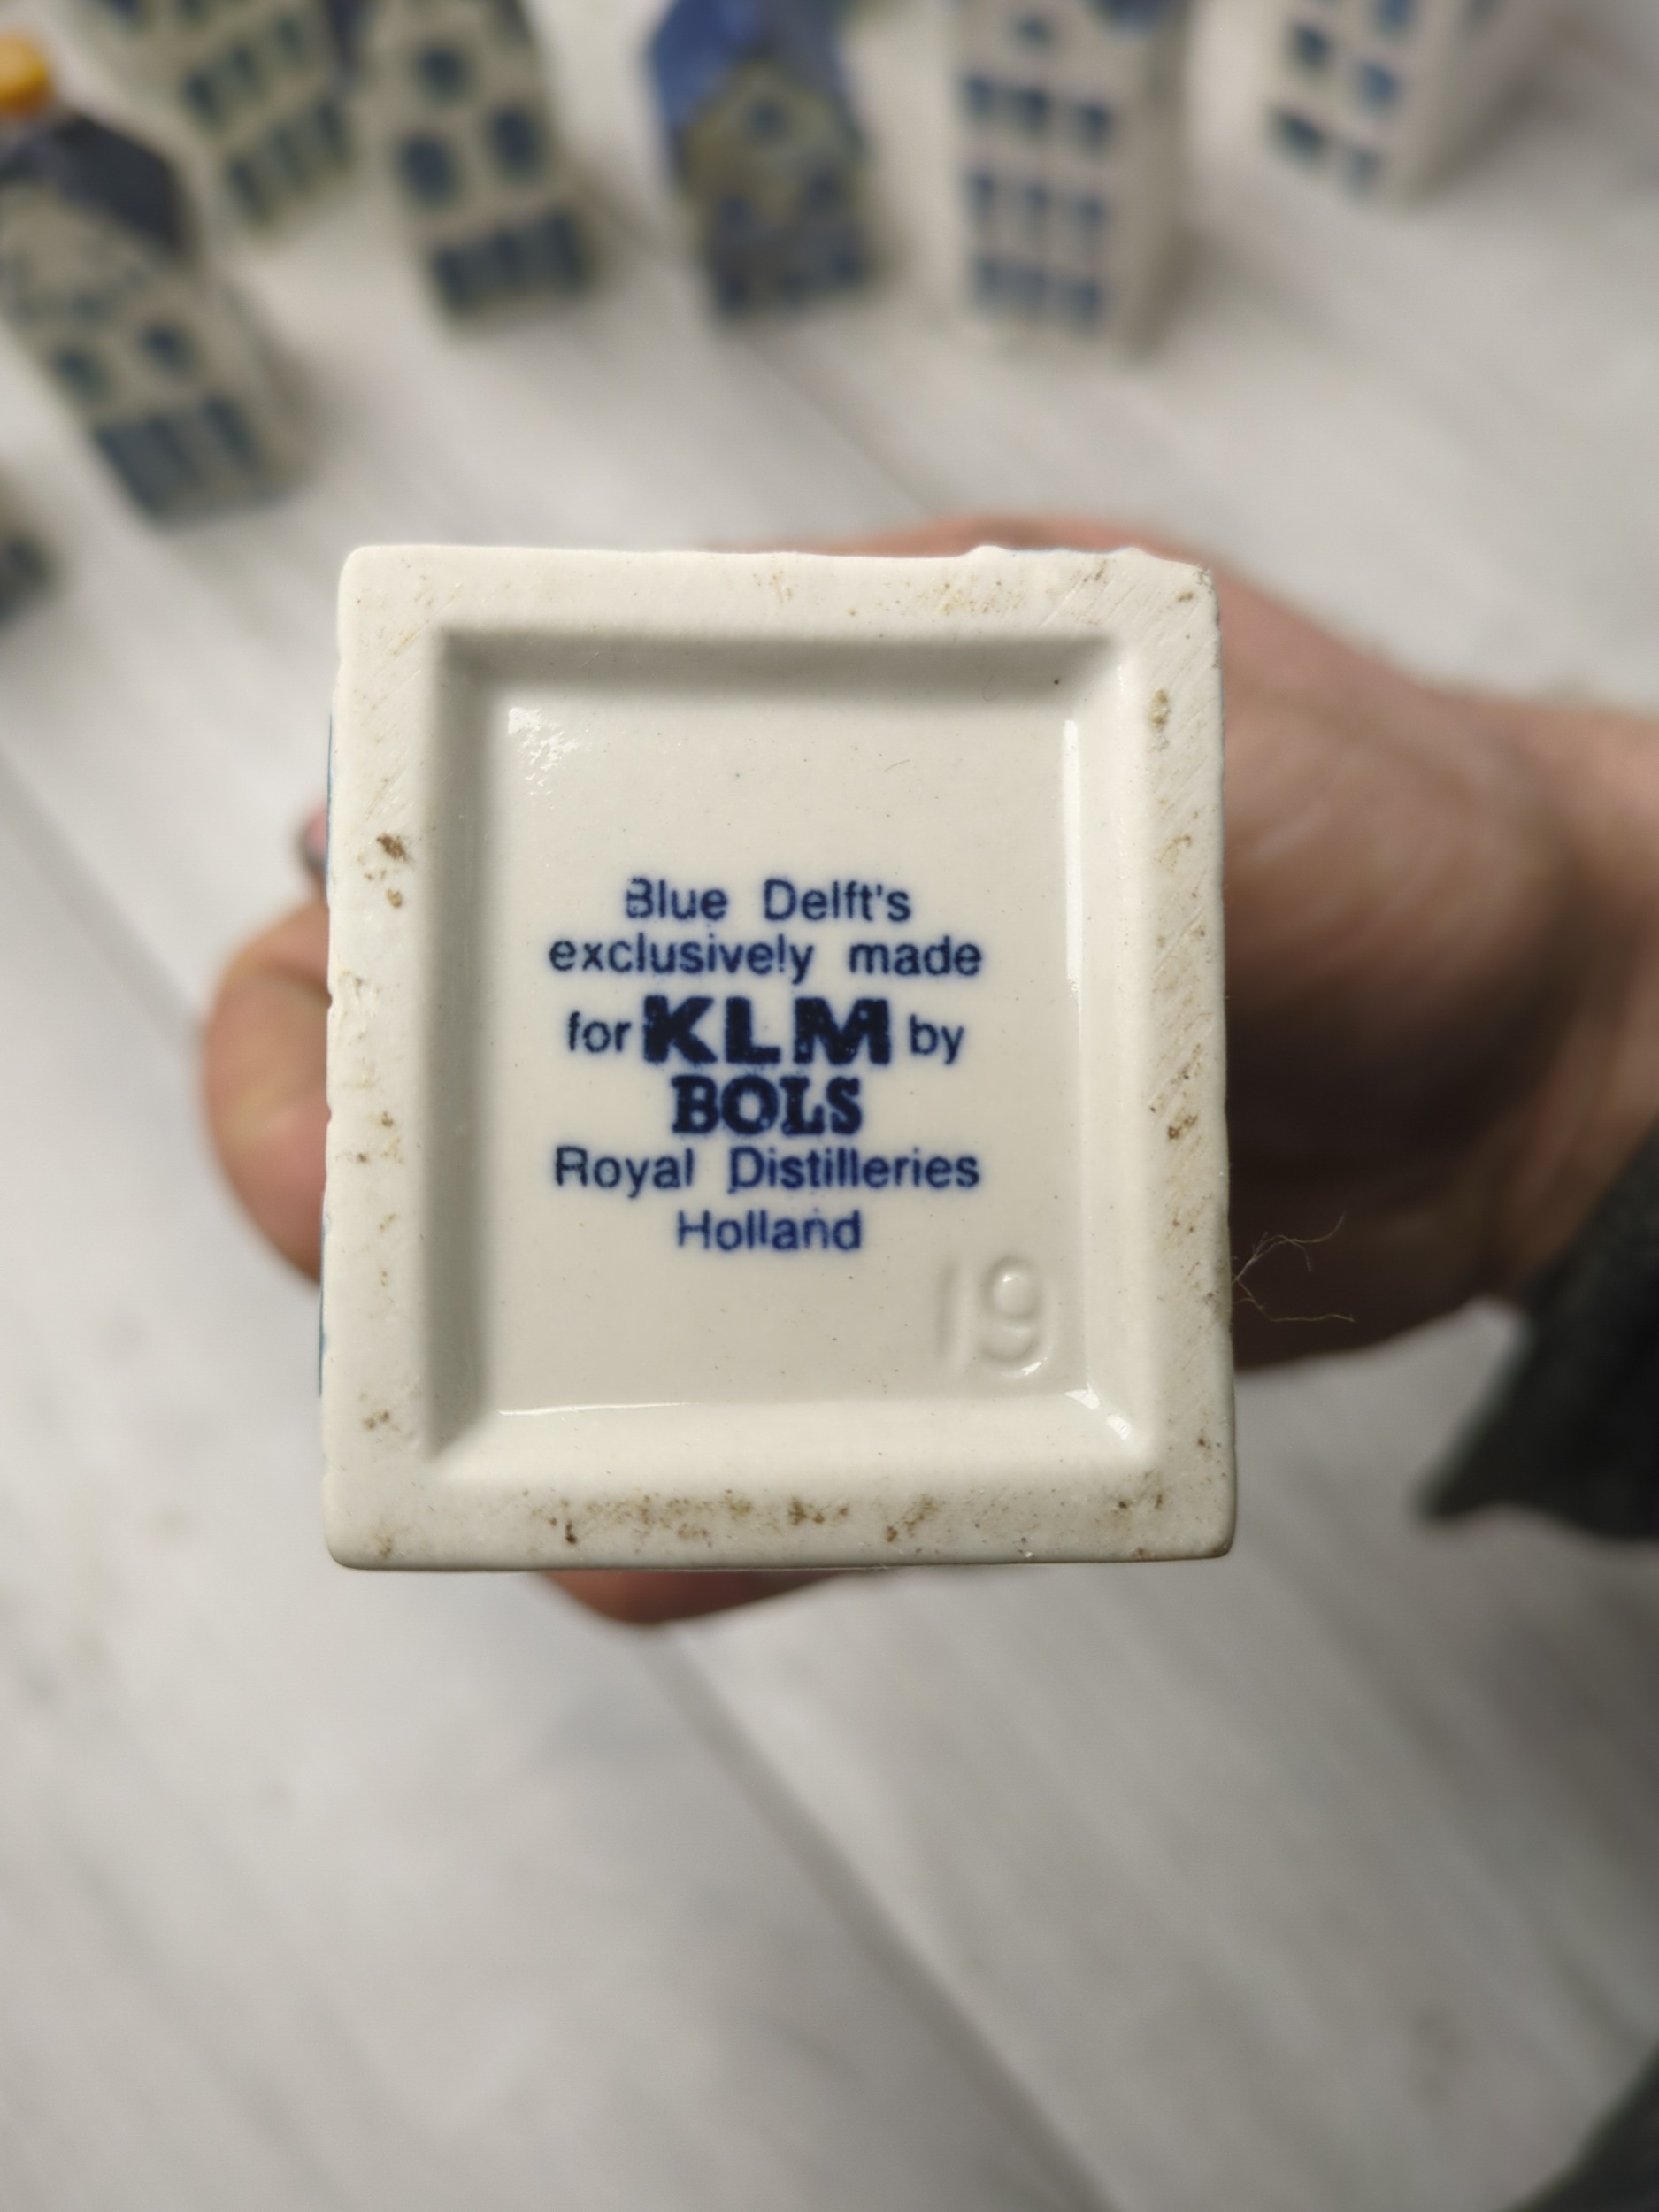 Blue Delft's
exclusively made
for KLM by
BOLS
Royal Distilleries
Holland
19